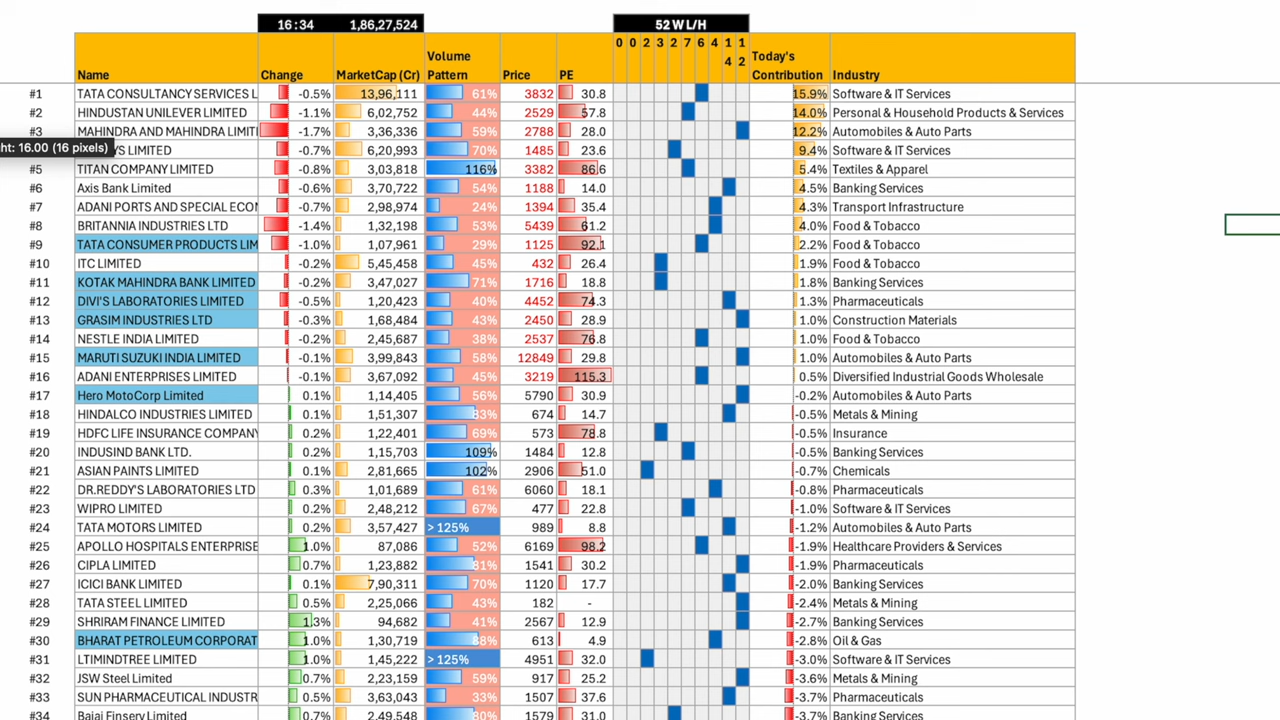 16:34 1,86,27,524 52 W L/H
0 0 2 3 2 7 6 4 1 1
Volume 4 2 Today's
Name Change MarketCap (Cr) Pattern Price PE Contribution Industry
#1 TATA CONSULTANCY SERVICES L -0.5% 13,96,111 61% 3832 30.8 15.9% Software & IT Services
#2 HINDUSTAN UNILEVER LIMITED -1.1% 6,02,752 44% 2529 57.8 14.0% Personal & Household Products & Services
#3 MAHINDRA AND MAHINDRA LIMITI -1.7% 3,36,336 59% 2788 28.0 12.2% Automobiles & Auto Parts
ht: 16.00 (16 pixels) YS LIMITED -0.7% 6,20,993 70% 1485 23.6 9.4% Software & IT Services
#5 TITAN COMPANY LIMITED -0.8% 3,03,818 116% 3382 86.6 5.4% Textiles & Apparel
#6 Axis Bank Limited -0.6% 3,70,722 54% 1188 14.0 4.5% Banking Services
#7 ADANI PORTS AND SPECIAL ECON -0.7% 2,98,974 24% 1394 35.4 4.3% Transport Infrastructure
#8 BRITANNIA INDUSTRIES LTD -1.4% 1,32,198 53% 5439 61.2 4.0% Food & Tobacco
#9 TATA CONSUMER PRODUCTS LIM -1.0% 1,07,961 29% 1125 92.1 2.2% Food & Tobacco
#10 ITC LIMITED -0.2% 5,45,458 45% 432 26.4 1.9% Food & Tobacco
#11 KOTAK MAHINDRA BANK LIMITED -0.2% 3,47,027 71% 1716 18.8 1.8% Banking Services
#12 DIVI'S LABORATORIES LIMITED -0.5% 1,20,423 40% 4452 74.3 1.3% Pharmaceuticals
#13 GRASIM INDUSTRIES LTD -0.3% 1,68,484 43% 2450 28.9 1.0% Construction Materials
#14 NESTLE INDIA LIMITED -0.2% 2,45,687 38% 2537 76.8 1.0% Food & Tobacco
#15 MARUTI SUZUKI INDIA LIMITED -0.1% 3,99,843 58% 12849 29.8 1.0% Automobiles & Auto Parts
#16 ADANI ENTERPRISES LIMITED -0.1% 3,67,092 45% 3219 115.3 0.5% Diversified Industrial Goods Wholesale
#17 Hero MotoCorp Limited 0.1% 1,14,405 56% 5790 30.9 -0.2% Automobiles & Auto Parts
#18 HINDALCO INDUSTRIES LIMITED 0.1% 1,51,307 83% 674 14.7 -0.5% Metals & Mining
#19 HDFC LIFE INSURANCE COMPANY 0.2% 1,22,401 69% 573 78.8 -0.5% Insurance
#20 INDUSIND BANK LTD. 0.2% 1,15,703 109% 1484 12.8 -0.5% Banking Services
#21 ASIAN PAINTS LIMITED 0.1% 2,81,665 102% 2906 51.0 -0.7% Chemicals
#22 DR.REDDY'S LABORATORIES LTD 0.3% 1,01,689 61% 6060 18.1 -0.8% Pharmaceuticals
#23 WIPRO LIMITED 0.2% 2,48,212 67% 477 22.8 -1.0% Software & IT Services
#24 TATA MOTORS LIMITED 0.2% 3,57,427 > 125% 989 8.8 -1.2% Automobiles & Auto Parts
#25 APOLLO HOSPITALS ENTERPRISE 1.0% 87,086 52% 6169 98.2 -1.9% Healthcare Providers & Services
#26 CIPLA LIMITED 0.7% 1,23,882 81% 1541 30.2 -1.9% Pharmaceuticals
#27 ICICI BANK LIMITED 0.1% 7,90,311 70% 1120 17.7 -2.0% Banking Services
#28 TATA STEEL LIMITED 0.5% 2,25,066 43% 182 - -2.4% Metals & Mining
#29 SHRIRAM FINANCE LIMITED 1.3% 94,682 41% 2567 12.9 -2.7% Banking Services
#30 BHARAT PETROLEUM CORPORAT 1.0% 1,30,719 88% 613 4.9 -2.8% Oil & Gas
#31 LTIMINDTREE LIMITED 1.0% 1,45,222 > 125% 4951 32.0 -3.0% Software & IT Services
#32 JSW Steel Limited 0.7% 2,23,159 59% 917 25.2 -3.6% Metals & Mining
#33 SUN PHARMACEUTICAL INDUSTR 0.5% 3,63,043 33% 1507 37.6 -3.7% Pharmaceuticals
#34 Bajaj Finserv Limited 0.7% 2,49,548 80% 1579 31.0 -3.7% Banking Services